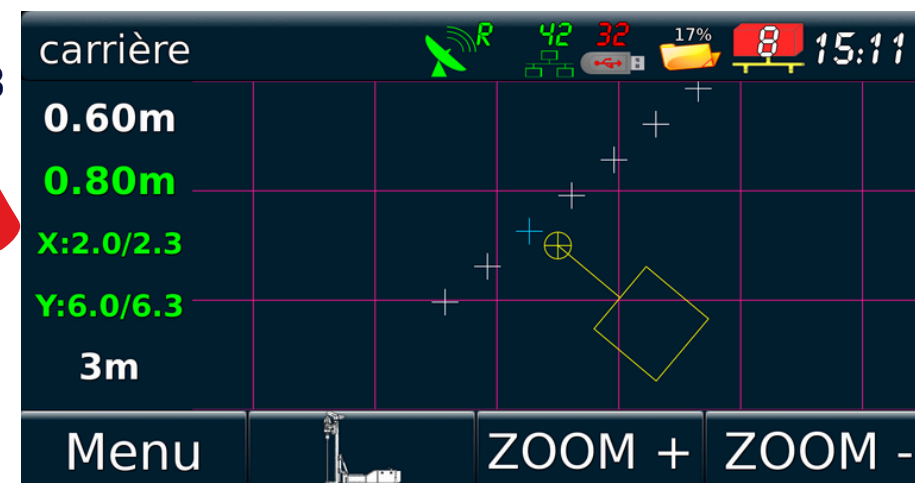 carrière
R
42
32
17%
8
15:11
0.60m
0.80m
X:2.0/2.3
Y:6.0/6.3
3m
Menu
ZOOM +
ZOOM -